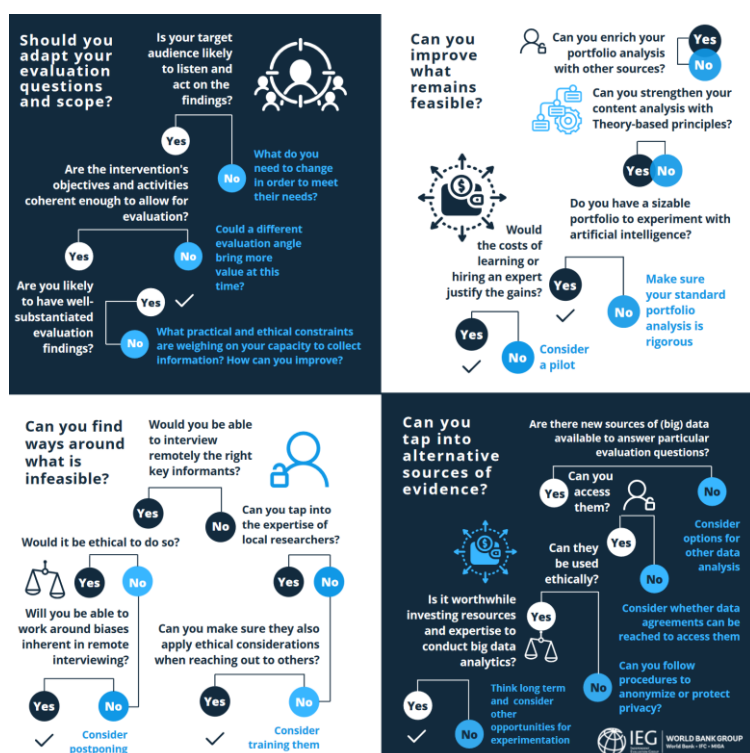 Should you
adapt your
evaluation
questions
and scope?
Is your target
audience likely
to listen and
act on the
findings?
Yes
No
What do you
need to change
in order to meet
their needs?
Are the intervention's
objectives and activities
coherent enough to allow for
evaluation?
Yes
No
Could a different
evaluation angle
bring more
value at this
time?
Are you likely
to have well-
substantiated
evaluation
findings?
Yes
No
What practical and ethical constraints
are weighing on your capacity to collect
information? How can you improve?
Can you
improve
what
remains
feasible?
Can you enrich your
portfolio analysis
with other sources?
Yes
No
Can you strengthen your
content analysis with
Theory-based principles?
Yes
No
Do you have a sizable
portfolio to experiment with
artificial intelligence?
Yes
No
Make sure
your standard
portfolio
analysis is
rigorous
Would
the costs of
learning or
hiring an expert
justify the gains?
Yes
No
Consider
a pilot
Can you find
ways around
what is
infeasible?
Would you be able
to interview
remotely the right
key informants?
Yes
No
Can you tap into
the expertise of
local researchers?
Would it be ethical to do so?
Yes
No
Yes
No
Will you be able to
work around biases
inherent in remote
interviewing?
Can you make sure they also
apply ethical considerations
when reaching out to others?
Yes
No
Consider
postponing
Yes
No
Consider
training them
Can you
tap into
alternative
sources of
evidence?
Are there new sources of (big) data
available to answer particular
evaluation questions?
Yes
No
Can you
access
them?
Consider
options for
other data
analysis
Yes
No
Consider whether data
agreements can be
reached to access them
Can they
be used
ethically?
Yes
No
Can you follow
procedures to
anonymize or protect
privacy?
Is it worthwhile
investing resources
and expertise to
conduct big data
analytics?
Yes
No
Think long term
and consider
other
opportunities for
experimentation
IEG
WORLD BANK GROUP
World Bank • IFC • MIGA